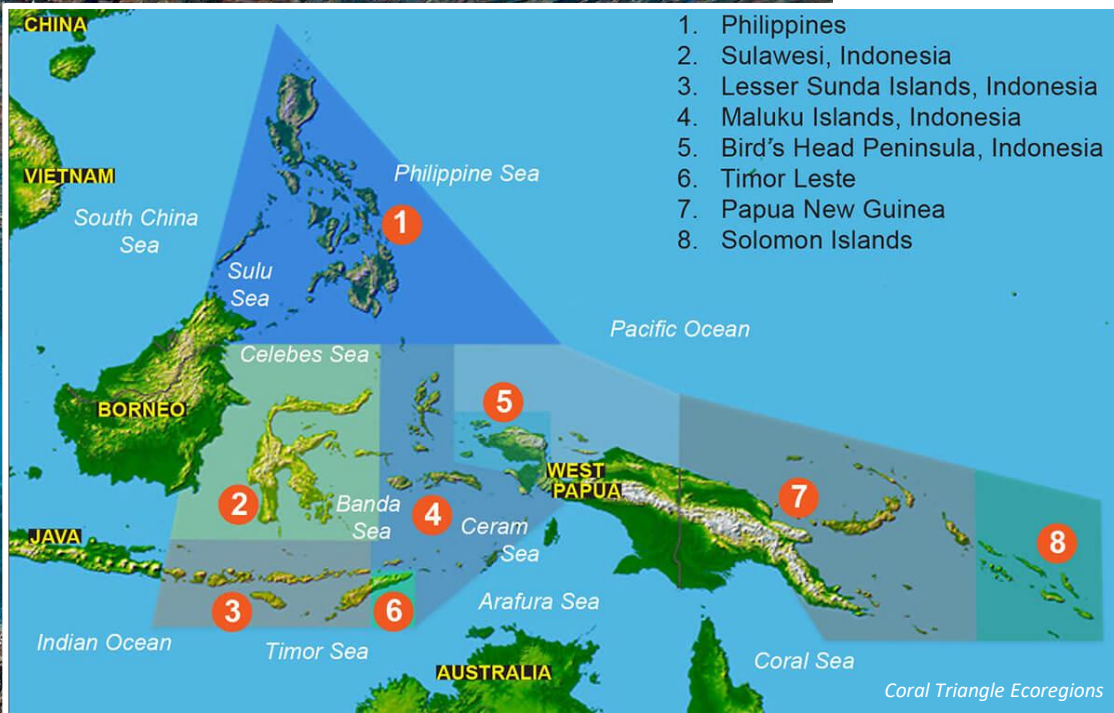 CHINA
1. Philippines
2. Sulawesi, Indonesia
3. Lesser Sunda Islands, Indonesia
4. Maluku Islands, Indonesia
5. Bird's Head Peninsula, Indonesia
6. Timor Leste
7. Papua New Guinea
8. Solomon Islands
VIETNAM
Philippine Sea
South China
Sea
1
Sulu
Sea
Pacific Ocean
Celebes Sea
BORNEO
5
WEST
PAPUA
2
Banda
Sea
4
Ceram
Sea
7
JAVA
8
3
6
Arafura Sea
Indian Ocean
Timor Sea
Coral Sea
AUSTRALIA
Coral Triangle Ecoregions